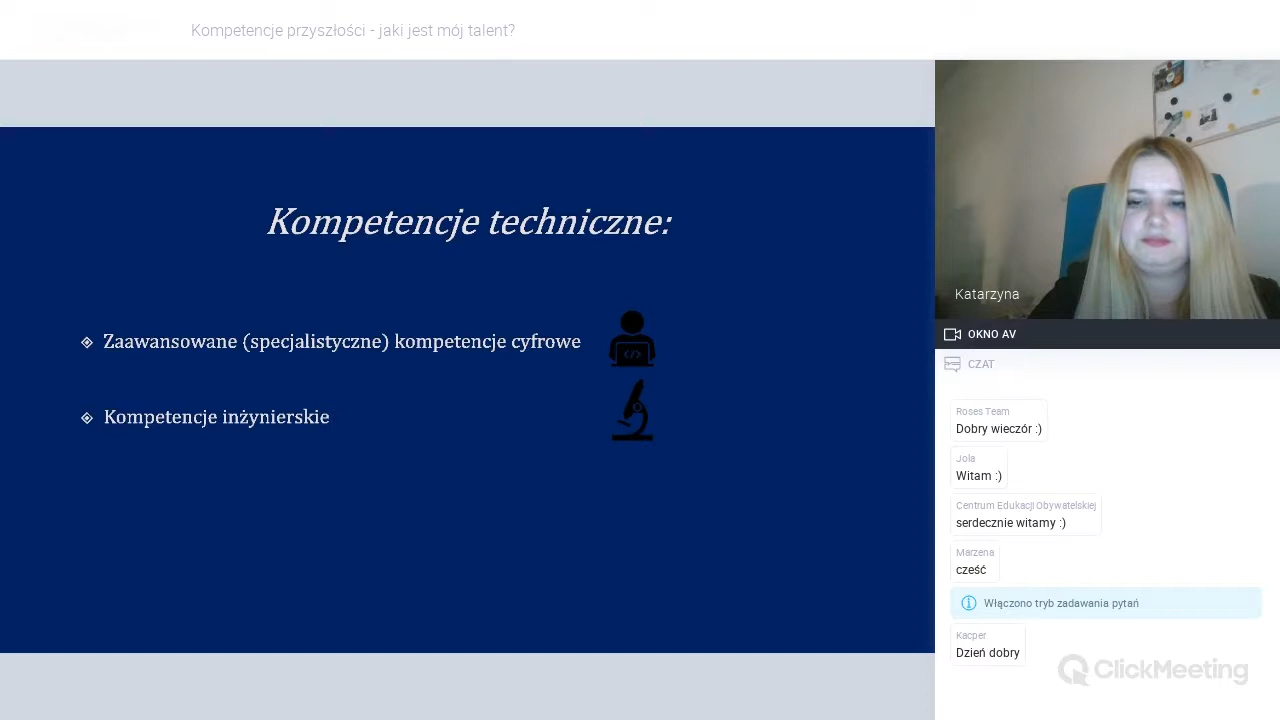 Kompetencje przyszłości - jaki jest mój talent?
Kompetencje techniczne:
Zaawansowane (specjalistyczne) kompetencje cyfrowe
Kompetencje inżynierskie
Katarzyna
OKNO AV
CZAT
Roses Team
Dobry wieczór :)
Jola
Witam :)
Centrum Edukacji Obywatelskiej
serdecznie witamy :)
Marzena
cześć
Włączono tryb zadawania pytań
Kacper
Dzień dobry
ClickMeeting